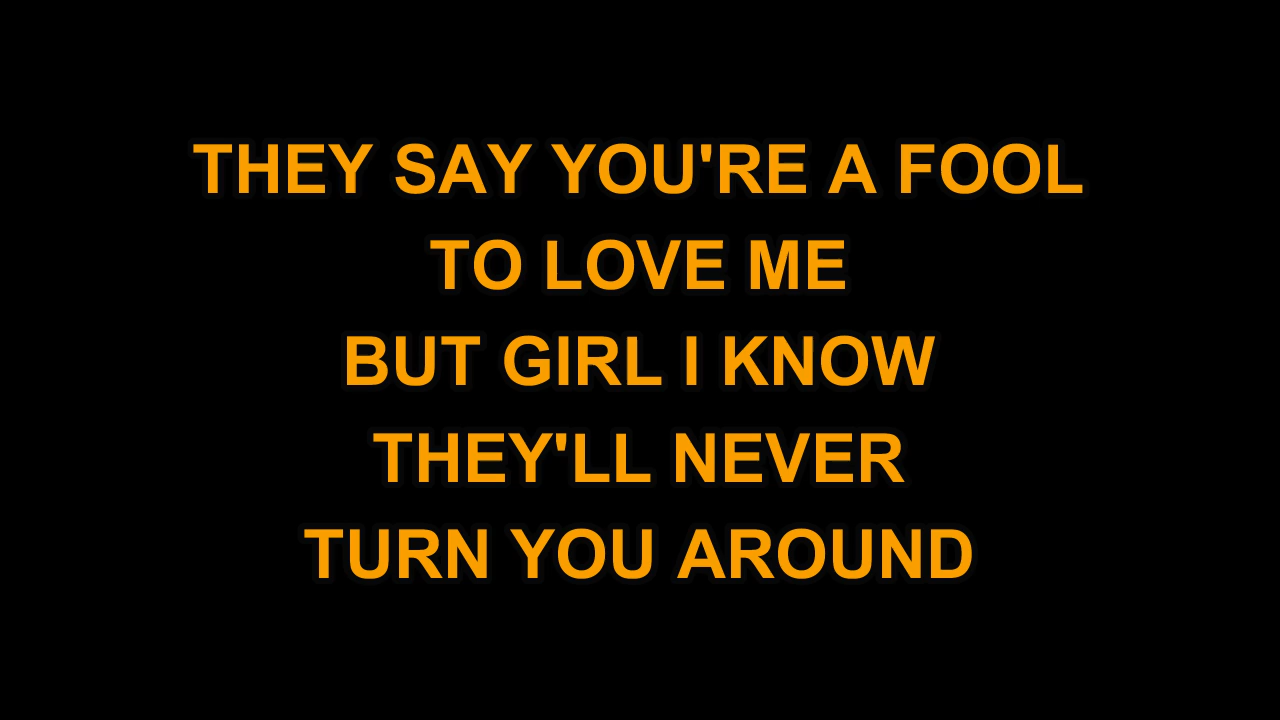 THEY SAY YOU'RE A FOOL
TO LOVE ME
BUT GIRL I KNOW
THEY'LL NEVER
TURN YOU AROUND